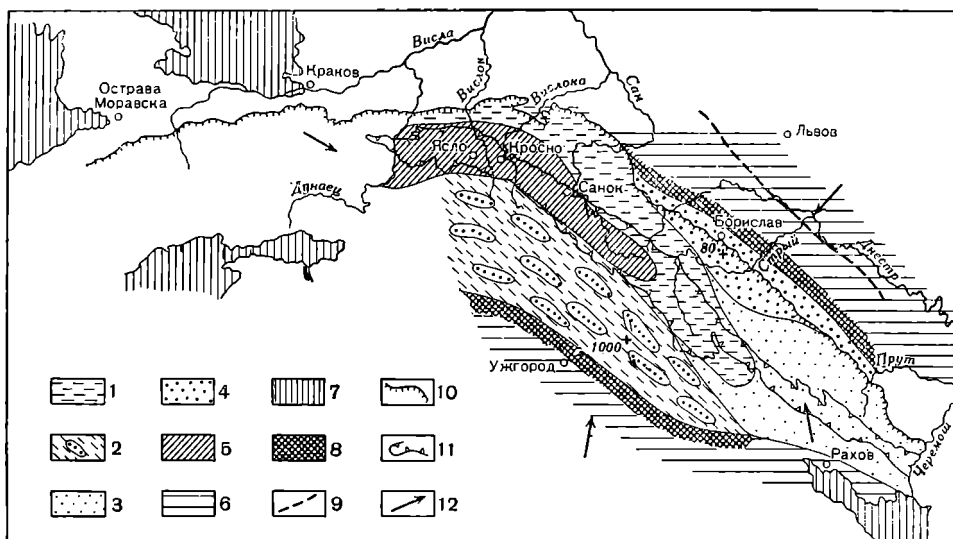 Висла
Краков
Острава
Моравска
Вислок
Вислока
Сан
Львов
Ясло
Кросно
Дунаец
Санок
Борислав
80
Стрый
1000
Ужгород
Прут
Рахов
Черемош
1
4
7
10
2
5
8
11
3
6
9
12